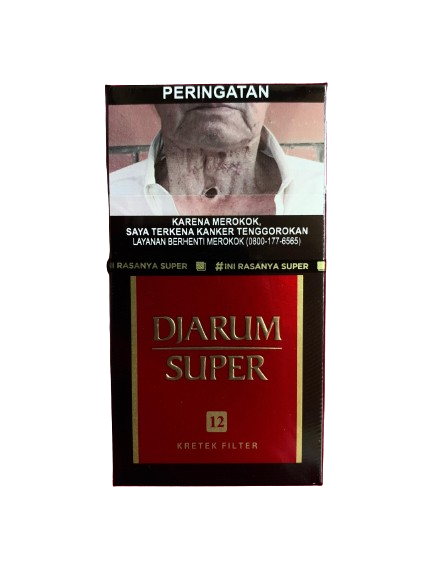 PERINGATAN
KARENA MEROKOK,
SAYA TERKENA KANKER TENGGOROKAN
LAYANAN BERHENTI MEROKOK (0800-177-6565)
RASANYA SUPER #INI RASANYA SUPER
DJARUM
SUPER
12
KRETEK FILTER